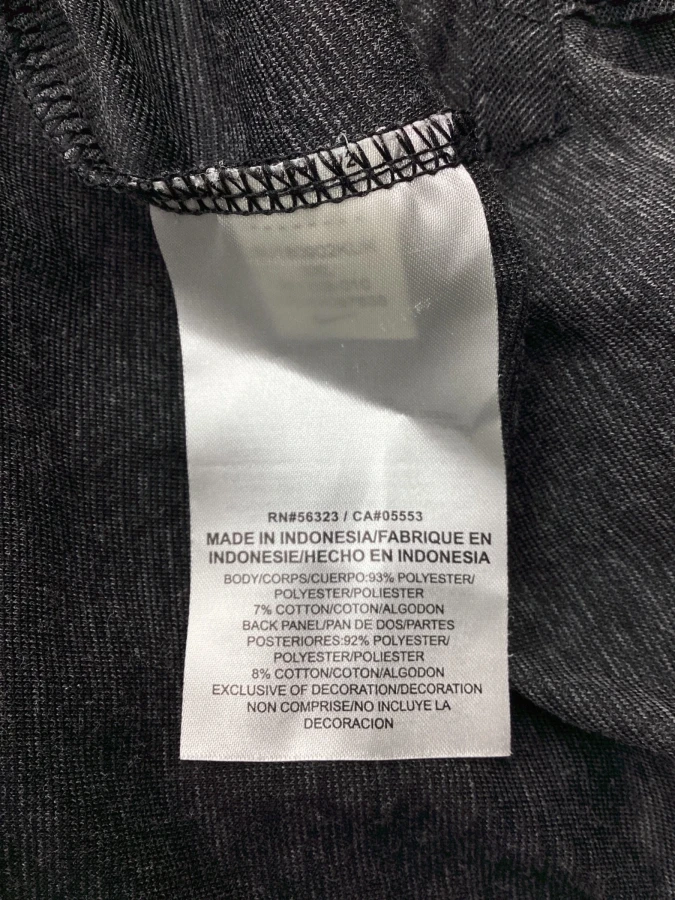 RN#56323 / CA#05553
MADE IN INDONESIA/FABRIQUE EN
INDONESIE/HECHO EN INDONESIA
BODY/CORPS/CUERPO:93% POLYESTER/
POLYESTER/POLIESTER
7% COTTON/COTON/ALGODON
BACK PANEL/PAN DE DOS/PARTES
POSTERIORES:92% POLYESTER/
POLYESTER/POLIESTER
8% COTTON/COTON/ALGODON
EXCLUSIVE OF DECORATION/DECORATION
NON COMPRISE/NO INCLUYE LA
DECORACION